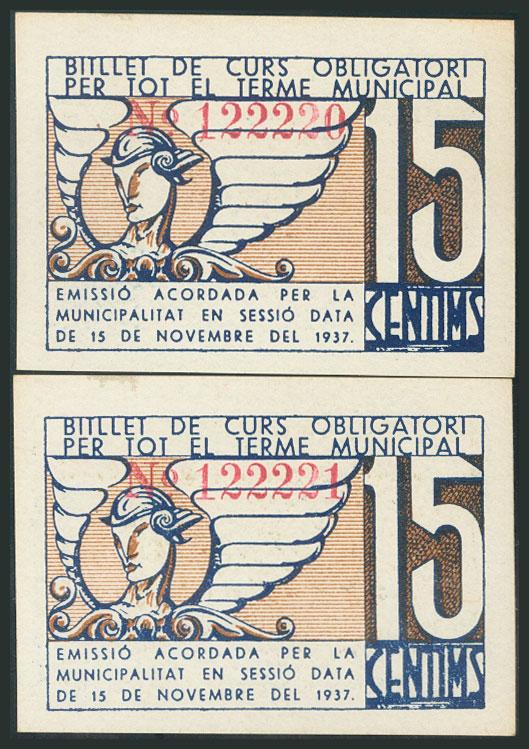 BITLLET DE CURS OBLIGATORI
PER TOT EL TERME MUNICIPAL
Nº 122220
15
CENTIMS
EMISSIÓ ACORDADA PER LA
MUNICIPALITAT EN SESSIÓ DATA
DE 15 DE NOVEMBRE DEL 1937.
BITLLET DE CURS OBLIGATORI
PER TOT EL TERME MUNICIPAL
Nº 122221
15
CENTIMS
EMISSIÓ ACORDADA PER LA
MUNICIPALITAT EN SESSIÓ DATA
DE 15 DE NOVEMBRE DEL 1937.